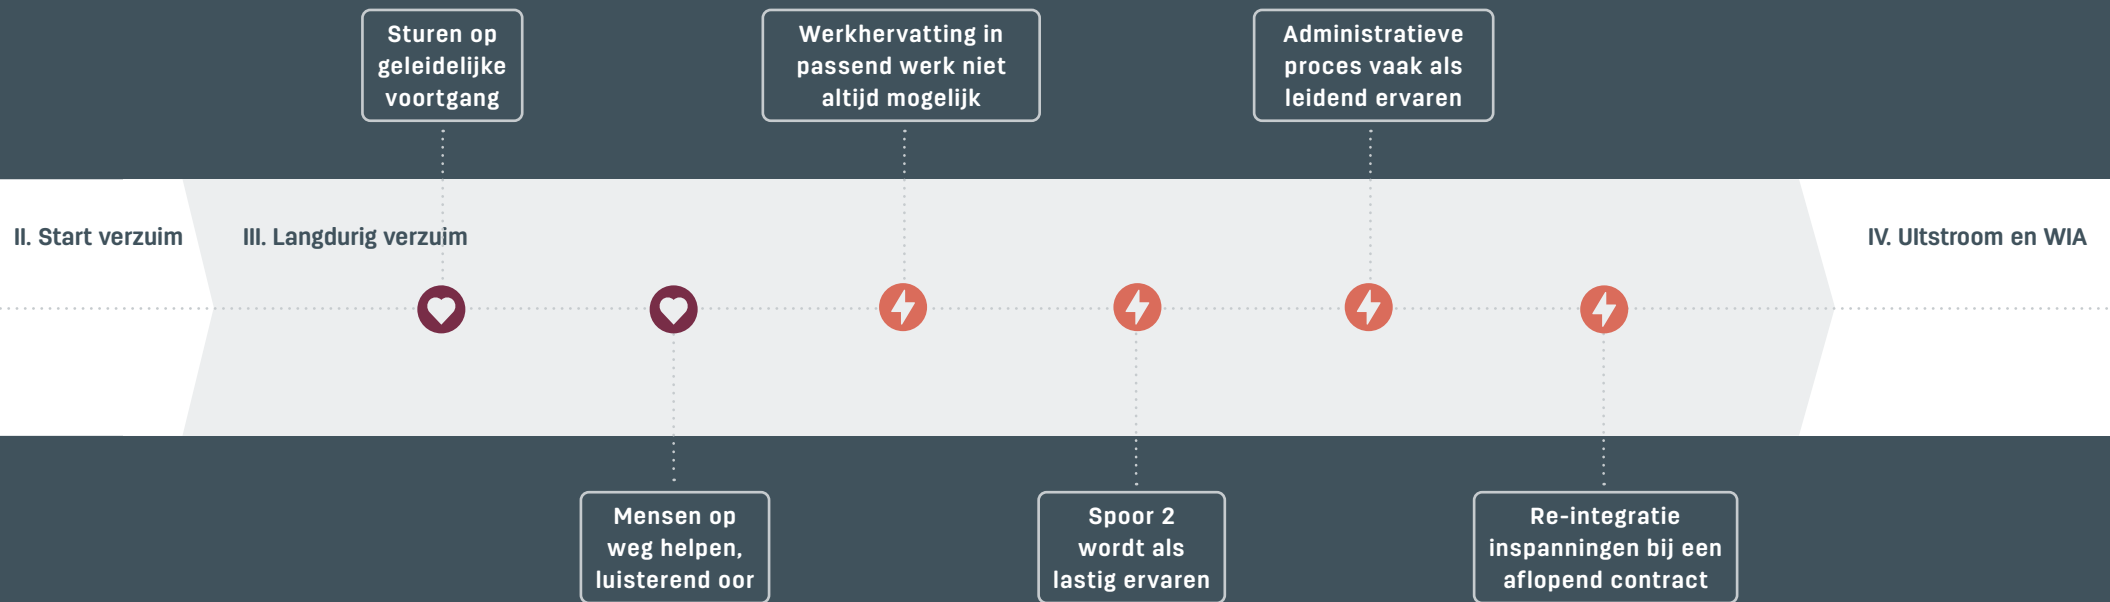 Sturen op
geleidelijke
voortgang
Werkhervatting in
passend werk niet
altijd mogelijk
Administratieve
proces vaak als
leidend ervaren
II. Start verzuim
III. Langdurig verzuim
IV. UItstroom en WIA
Mensen op
weg helpen,
luisterend oor
Spoor 2
wordt als
lastig ervaren
Re-integratie
inspanningen bij een
aflopend contract